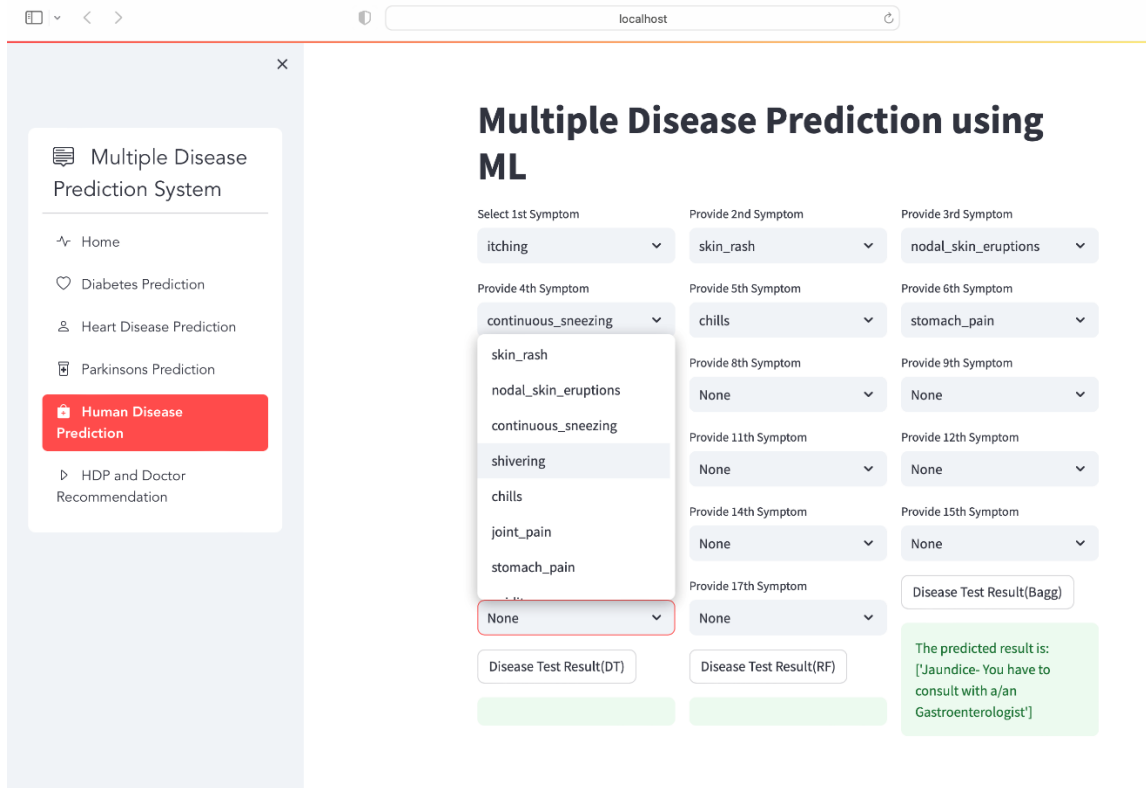 localhost
Multiple Disease
Prediction System
Home
Diabetes Prediction
Heart Disease Prediction
Parkinsons Prediction
Human Disease
Prediction
HDP and Doctor
Recommendation
Multiple Disease Prediction using
ML
Select 1st Symptom
Provide 2nd Symptom
Provide 3rd Symptom
itching
skin_rash
nodal_skin_eruptions
Provide 4th Symptom
Provide 5th Symptom
Provide 6th Symptom
continuous_sneezing
chills
stomach_pain
skin_rash
nodal_skin_eruptions
continuous_sneezing
shivering
chills
joint_pain
stomach_pain
Provide 8th Symptom
Provide 9th Symptom
None
None
Provide 11th Symptom
Provide 12th Symptom
None
None
Provide 14th Symptom
Provide 15th Symptom
None
None
Provide 17th Symptom
None
None
Disease Test Result(DT)
Disease Test Result(RF)
Disease Test Result(Bagg)
The predicted result is:
['Jaundice- You have to
consult with a/an
Gastroenterologist']